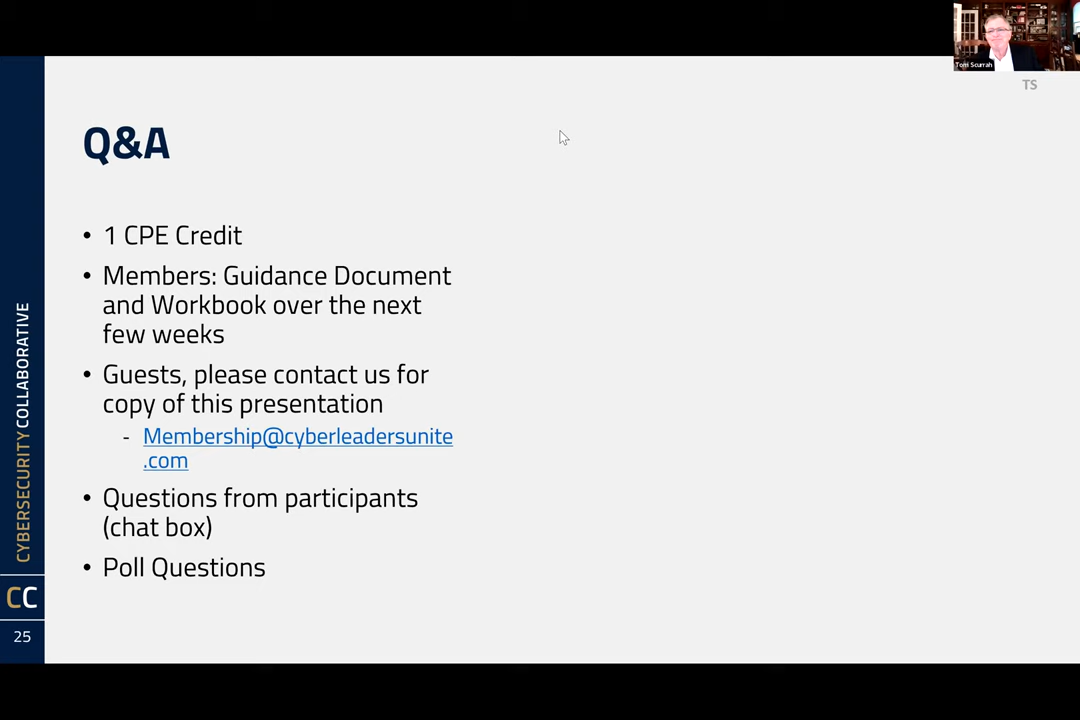 Tom Scurrah
TS
Q&A
• 1 CPE Credit
• Members: Guidance Document
and Workbook over the next
few weeks
• Guests, please contact us for
copy of this presentation
- Membership@cyberleadersunite
.com
• Questions from participants
(chat box)
• Poll Questions
CYBERSECURITY COLLABORATIVE
CC
25